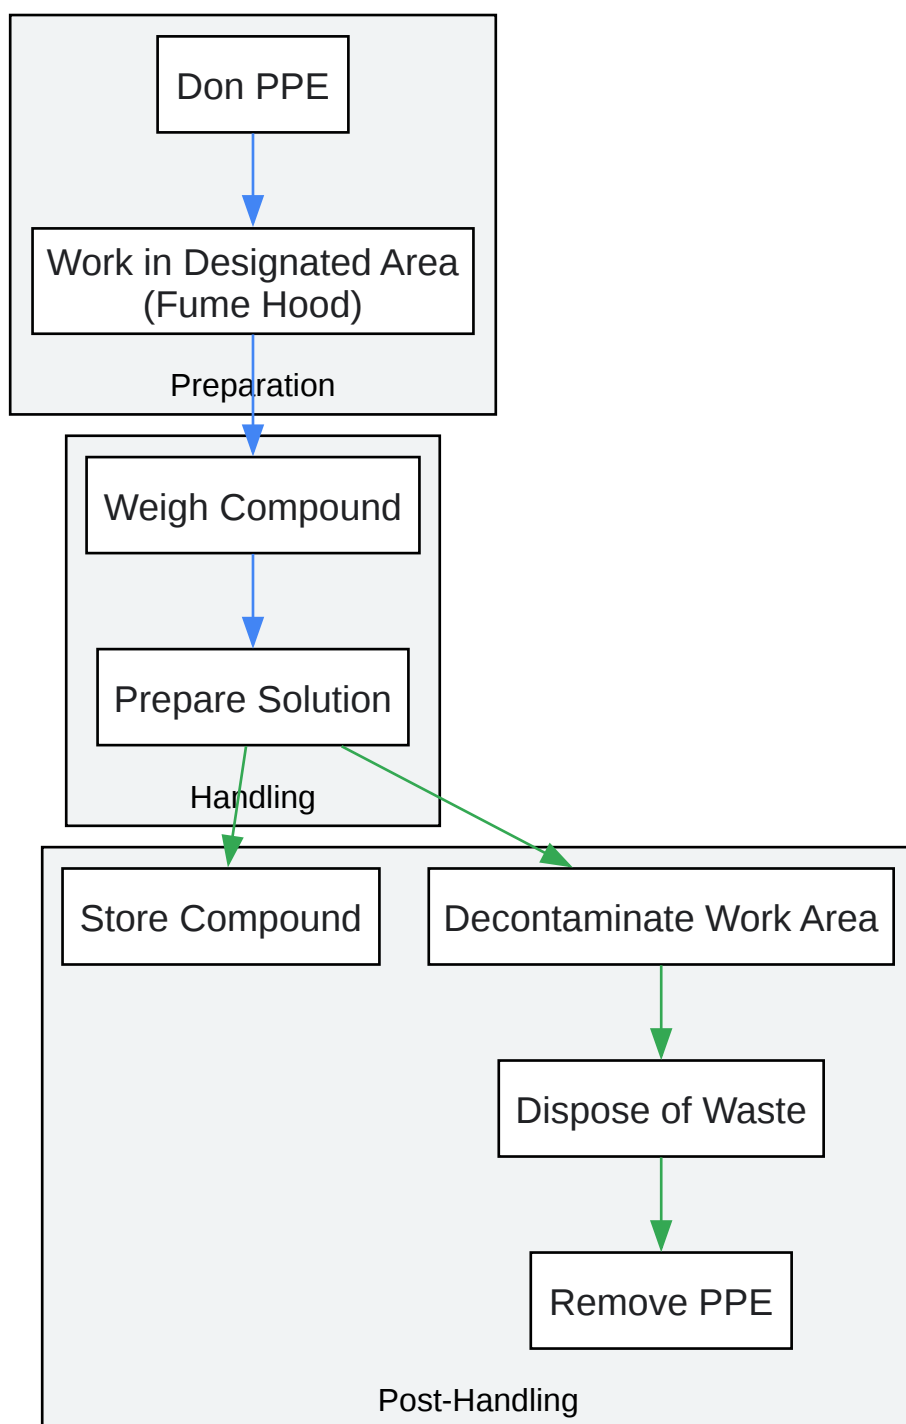 Don PPE
Work in Designated Area
(Fume Hood)
Preparation
Weigh Compound
Prepare Solution
Handling
Store Compound
Decontaminate Work Area
Dispose of Waste
Remove PPE
Post-Handling